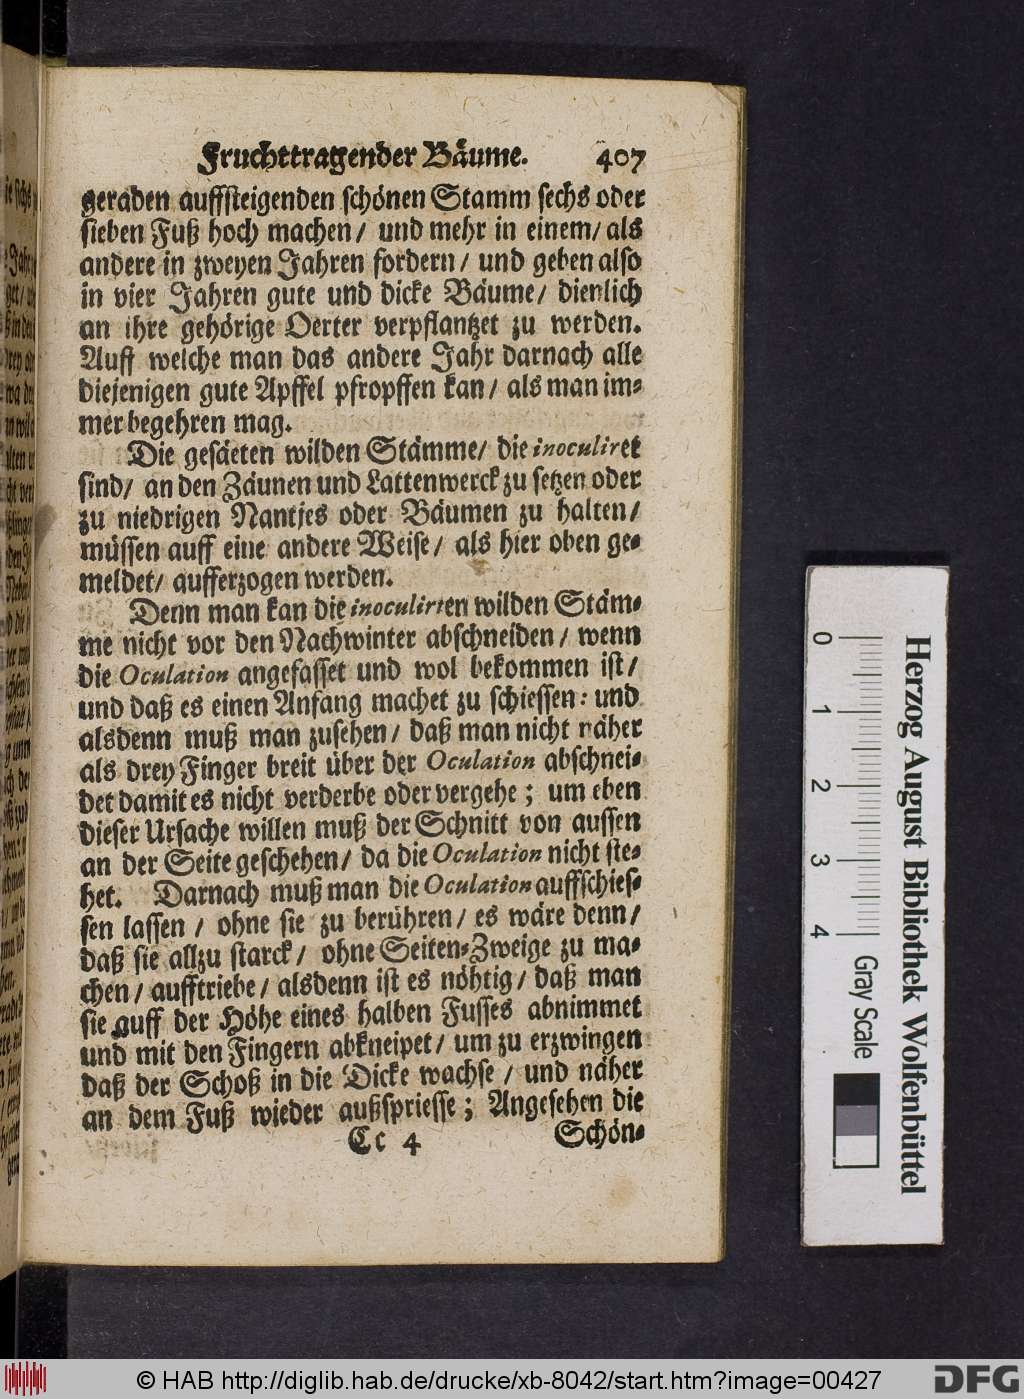 Fruchttragender Bäume. 407
geraden auffsteigenden schönen Stamm sechs oder
sieben Fuß hoch machen / und mehr in einem / als
andere in zweyen Jahren fordern / und geben also
in vier Jahren gute und dicke Bäume / dienlich
an ihre gehörige Oerter verpflantzet zu werden.
Auff welche man das andere Jahr darnach alle
diejenigen gute Apffel pfropffen kan / als man im-
mer begehren mag.
Die gesäeten wilden Stämme / die inoculiret
sind / an den Zäunen und Lattenwerck zu setzen oder
zu niedrigen Nantjes oder Bäumen zu halten /
müssen auff eine andere Weise / als hier oben ge-
meldet / aufferzogen werden.
Denn man kan die inoculirten wilden Stäm-
me nicht vor den Nachwinter abschneiden / wenn
die Oculation angefasset und wol bekommen ist /
und daß es einen Anfang machet zu schiessen: und
alsdenn muß man zusehen / daß man nicht näher
als drey Finger breit über der Oculation abschnei-
det damit es nicht verderbe oder vergehe; um eben
dieser Ursache willen muß der Schnitt von aussen
an der Seite geschehen / da die Oculation nicht ste-
het. Darnach muß man die Oculation auffschies-
sen lassen / ohne sie zu berühren / es wäre denn /
daß sie allzu starck / ohne Seiten-Zweige zu ma-
chen / aufftriebe / alsdenn ist es nöhtig / daß man
sie auff der Höhe eines halben Fusses abnimmet
und mit den Fingern abkneipet / um zu erzwingen
daß der Schoß in die Dicke wachse / und näher
an dem Fuß wieder außspriesse; Angesehen die
Cc 4 Schön-
0 1 2 3 4 Gray Scale
Herzog August Bibliothek Wolfenbüttel
© HAB http://diglib.hab.de/drucke/xb-8042/start.htm?image=00427
DFG